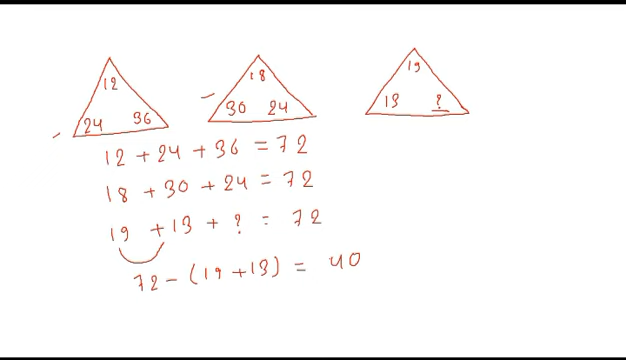 12 18 19
24 36 30 24 13 ?
12 + 24 + 36 = 72
18 + 30 + 24 = 72
19 + 13 + ? = 72
72 - (19 + 13) = 40